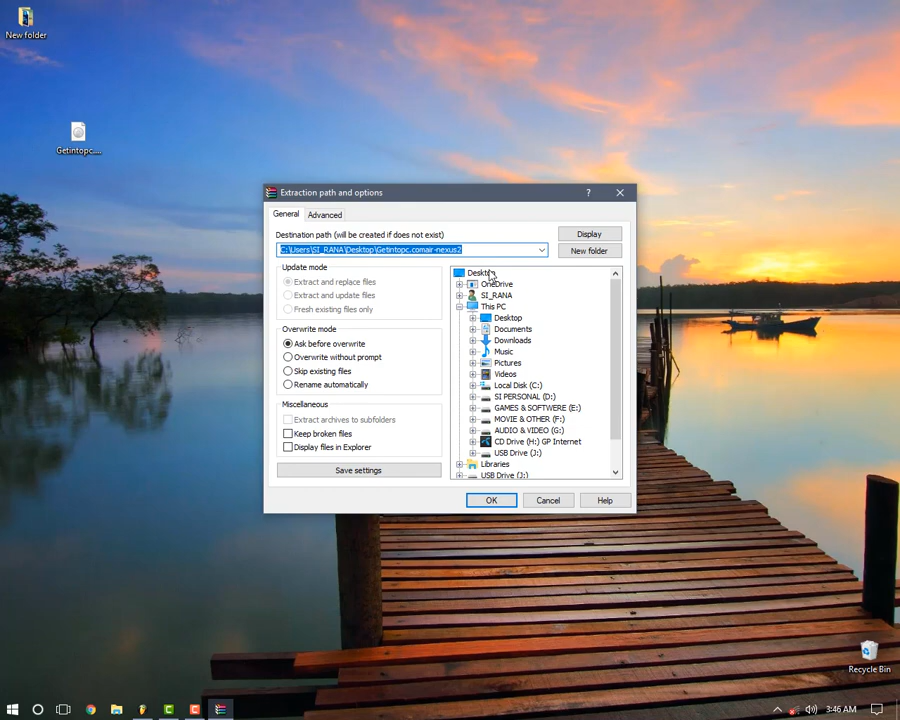 New folder
Getintopc....
Extraction path and options
?
General
Advanced
Destination path (will be created if does not exist)
Display
C:\Users\SI_RANA\Desktop\Getintopc.comair-nexus2
New folder
Update mode
Extract and replace files
Extract and update files
Fresh existing files only
Overwrite mode
Ask before overwrite
Overwrite without prompt
Skip existing files
Rename automatically
Miscellaneous
Extract archives to subfolders
Keep broken files
Display files in Explorer
Save settings
Desktop
OneDrive
SI_RANA
This PC
Desktop
Documents
Downloads
Music
Pictures
Videos
Local Disk (C:)
SI PERSONAL (D:)
GAMES & SOFTWERE (E:)
MOVIE & OTHER (F:)
AUDIO & VIDEO (G:)
CD Drive (H:) GP Internet
USB Drive (J:)
Libraries
USB Drive (J:)
OK
Cancel
Help
Recycle Bin
3:46 AM